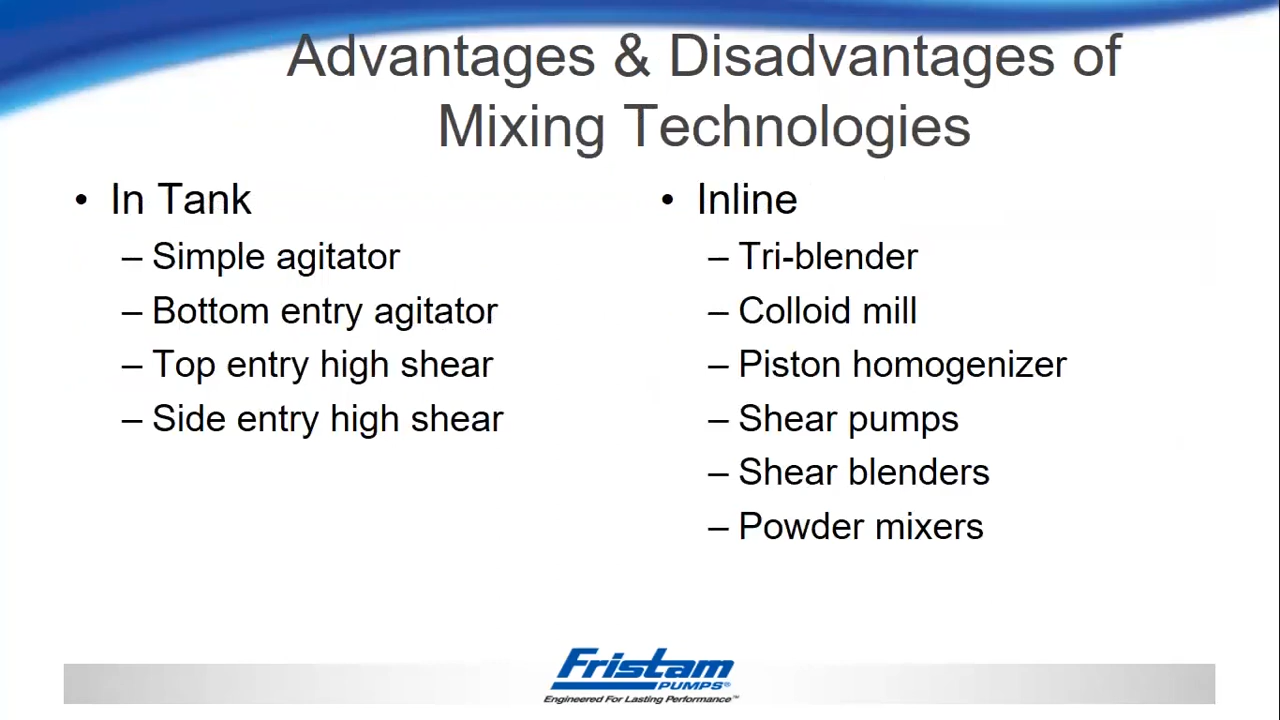 Advantages & Disadvantages of
Mixing Technologies
• In Tank
– Simple agitator
– Bottom entry agitator
– Top entry high shear
– Side entry high shear
• Inline
– Tri-blender
– Colloid mill
– Piston homogenizer
– Shear pumps
– Shear blenders
– Powder mixers
Fristam
PUMPS®
Engineered For Lasting Performance™